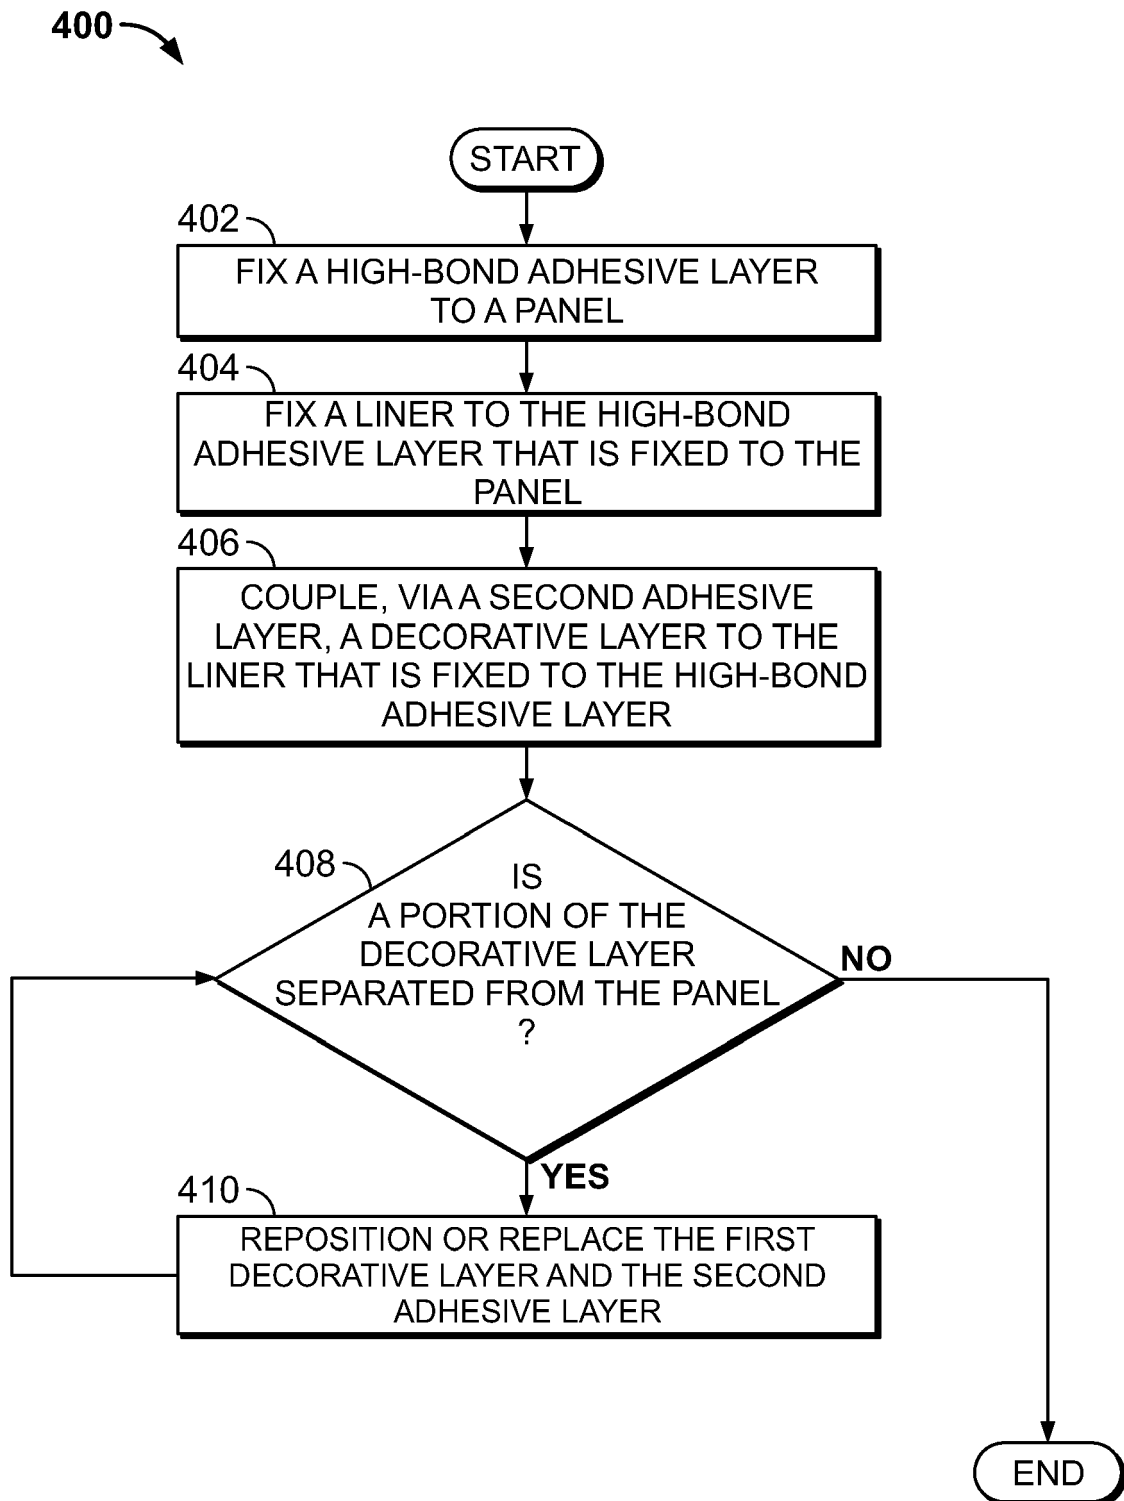 400
START
402
FIX A HIGH-BOND ADHESIVE LAYER
TO A PANEL
404
FIX A LINER TO THE HIGH-BOND
ADHESIVE LAYER THAT IS FIXED TO THE
PANEL
406
COUPLE, VIA A SECOND ADHESIVE
LAYER, A DECORATIVE LAYER TO THE
LINER THAT IS FIXED TO THE HIGH-BOND
ADHESIVE LAYER
408
IS
A PORTION OF THE
DECORATIVE LAYER
SEPARATED FROM THE PANEL
?
NO
YES
410
REPOSITION OR REPLACE THE FIRST
DECORATIVE LAYER AND THE SECOND
ADHESIVE LAYER
END